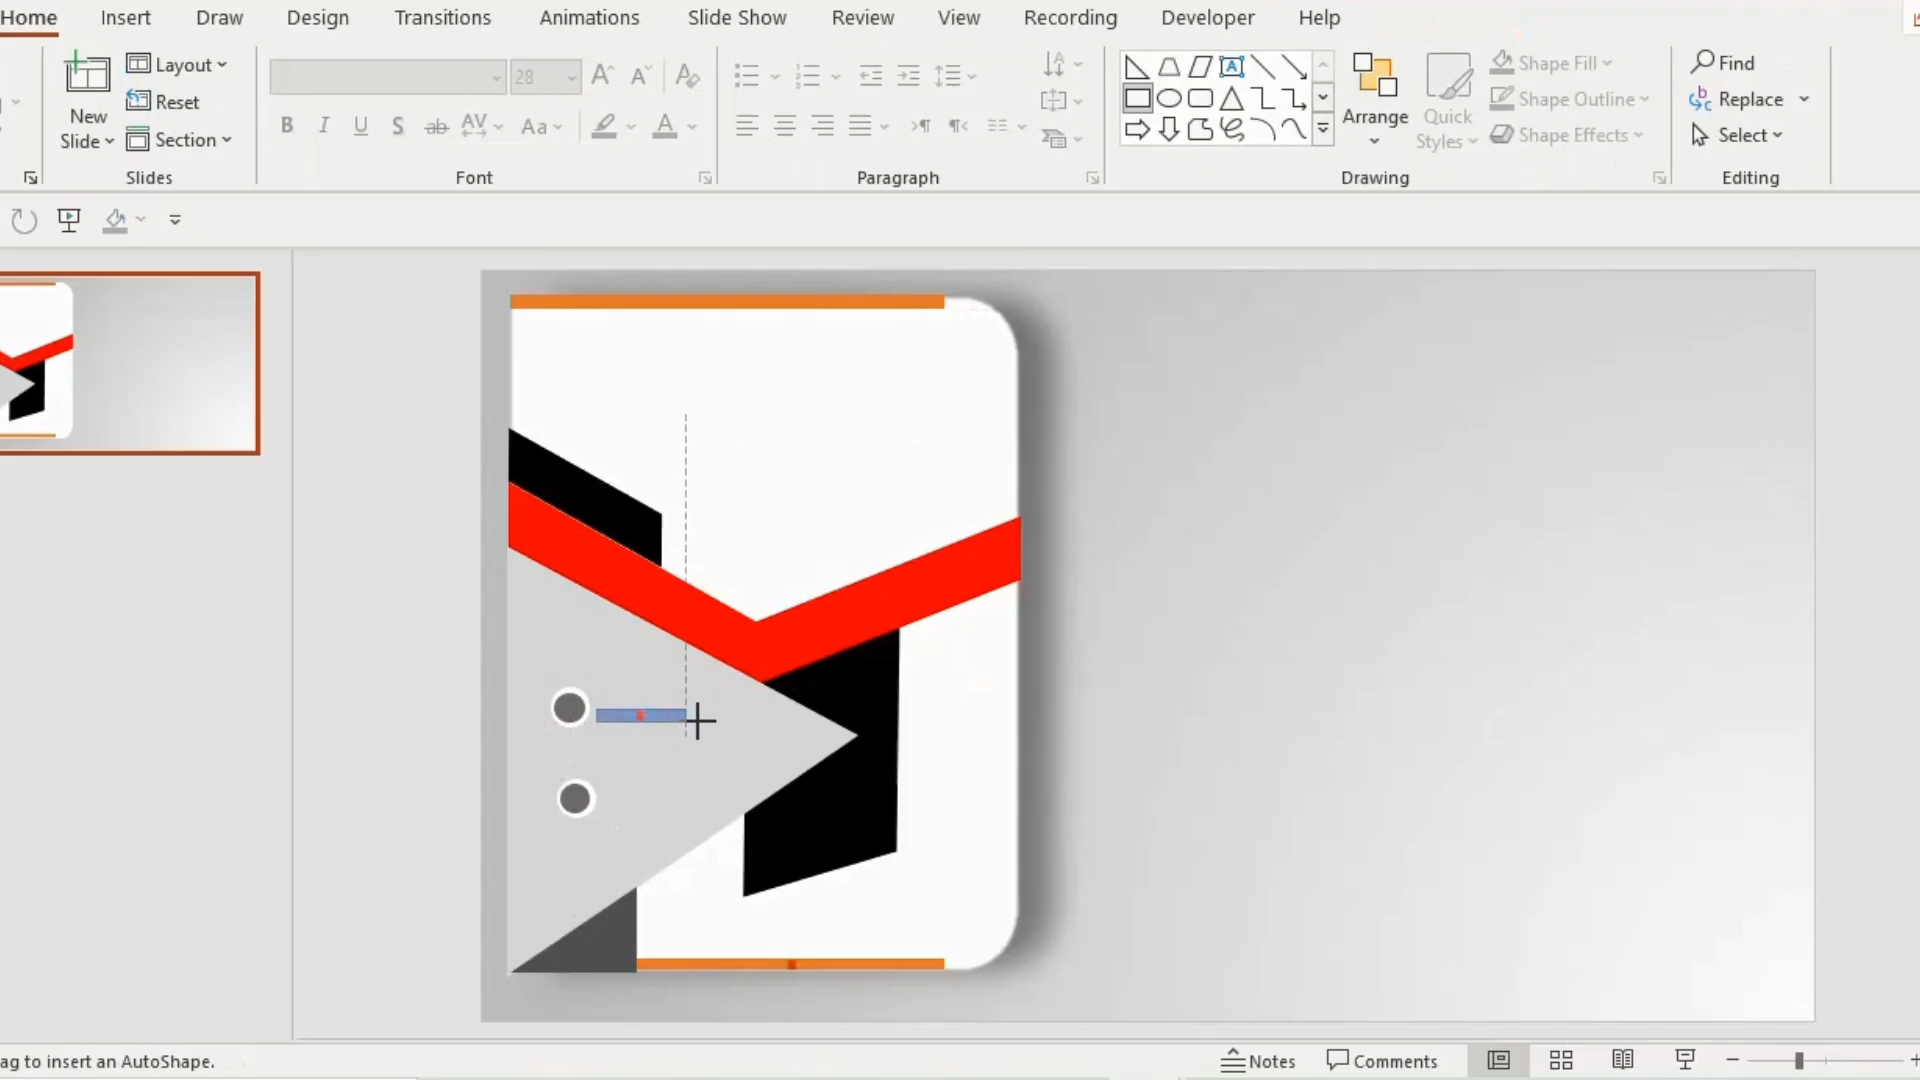 Home Insert Draw Design Transitions Animations Slide Show Review View Recording Developer Help
New Slide
Layout
Reset
Section
Slides
28
B I U S ab AV Aa A
Font
Paragraph
Arrange
Quick Styles
Shape Fill
Shape Outline
Shape Effects
Drawing
Find
Replace
Select
Editing
ag to insert an AutoShape.
Notes Comments